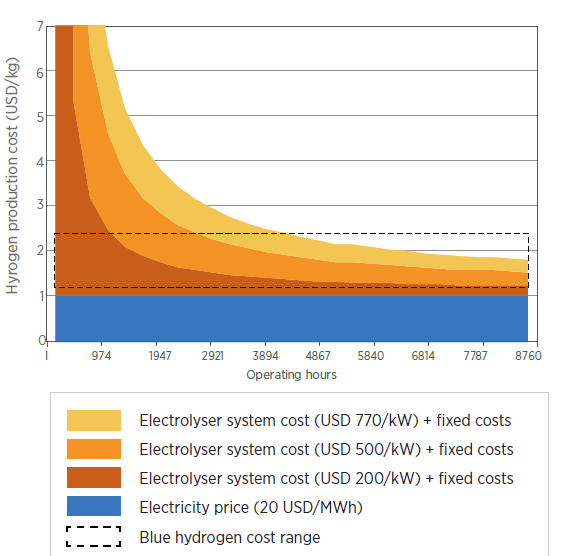 Hyrogen production cost (USD/kg)
7
6
5
4
3
2
1
0
I 974 1947 2921 3894 4867 5840 6814 7787 8760
Operating hours
Electrolyser system cost (USD 770/kW) + fixed costs
Electrolyser system cost (USD 500/kW) + fixed costs
Electrolyser system cost (USD 200/kW) + fixed costs
Electricity price (20 USD/MWh)
Blue hydrogen cost range